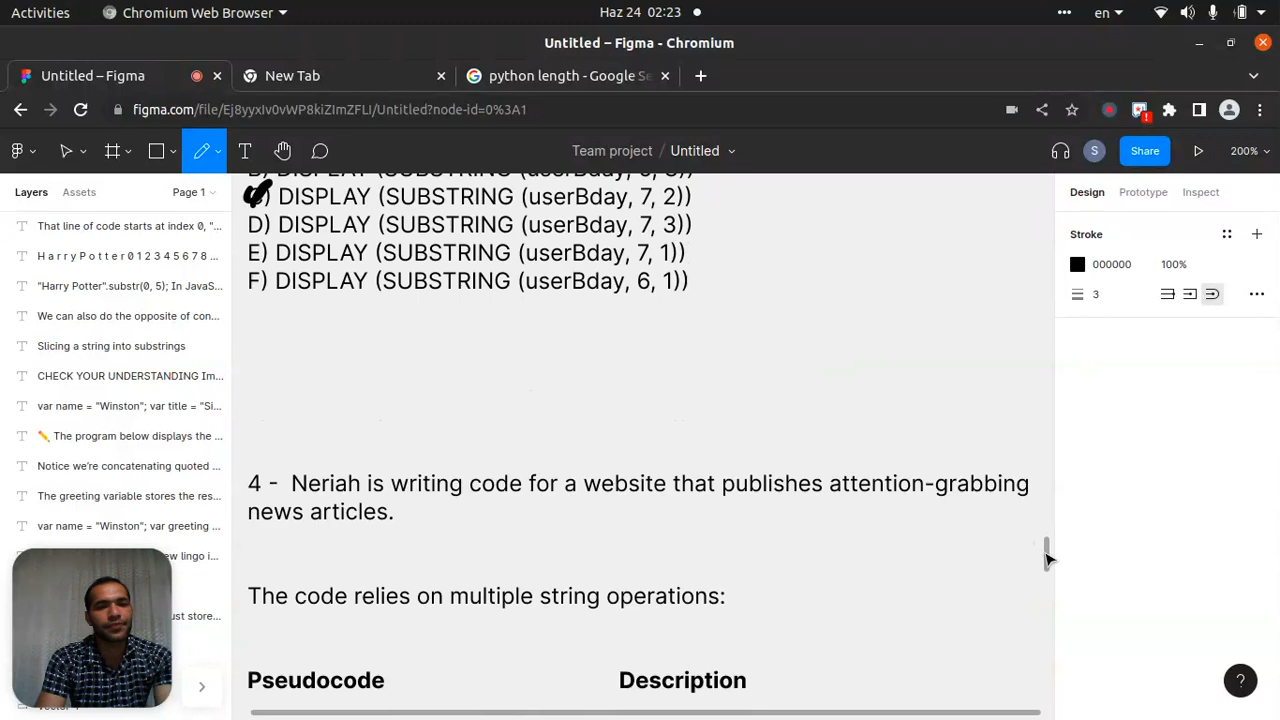 Activities Chromium Web Browser Haz 24 02:23 en
Untitled – Figma - Chromium
Untitled – Figma New Tab python length - Google Se
figma.com/file/Ej8yyxIv0vWP8kiZImZFLI/Untitled?node-id=0%3A1
Team project / Untitled S Share 200%
Layers Assets Page 1 Design Prototype Inspect
That line of code starts at index 0, "...
H a r r y P o t t e r 0 1 2 3 4 5 6 7 8 ...
"Harry Potter".substr(0, 5); In JavaS...
We can also do the opposite of con...
Slicing a string into substrings
CHECK YOUR UNDERSTANDING Im...
var name = "Winston"; var title = "Si...
✏️ The program below displays the ...
Notice we're concatenating quoted ...
The greeting variable stores the res...
var name = "Winston"; var greeting ...
ew lingo i...
ust store...
) DISPLAY (SUBSTRING (userBday, 7, 2))
D) DISPLAY (SUBSTRING (userBday, 7, 3))
E) DISPLAY (SUBSTRING (userBday, 7, 1))
F) DISPLAY (SUBSTRING (userBday, 6, 1))
4 - Neriah is writing code for a website that publishes attention-grabbing
news articles.
The code relies on multiple string operations:
Pseudocode Description
Stroke
000000 100%
3
?